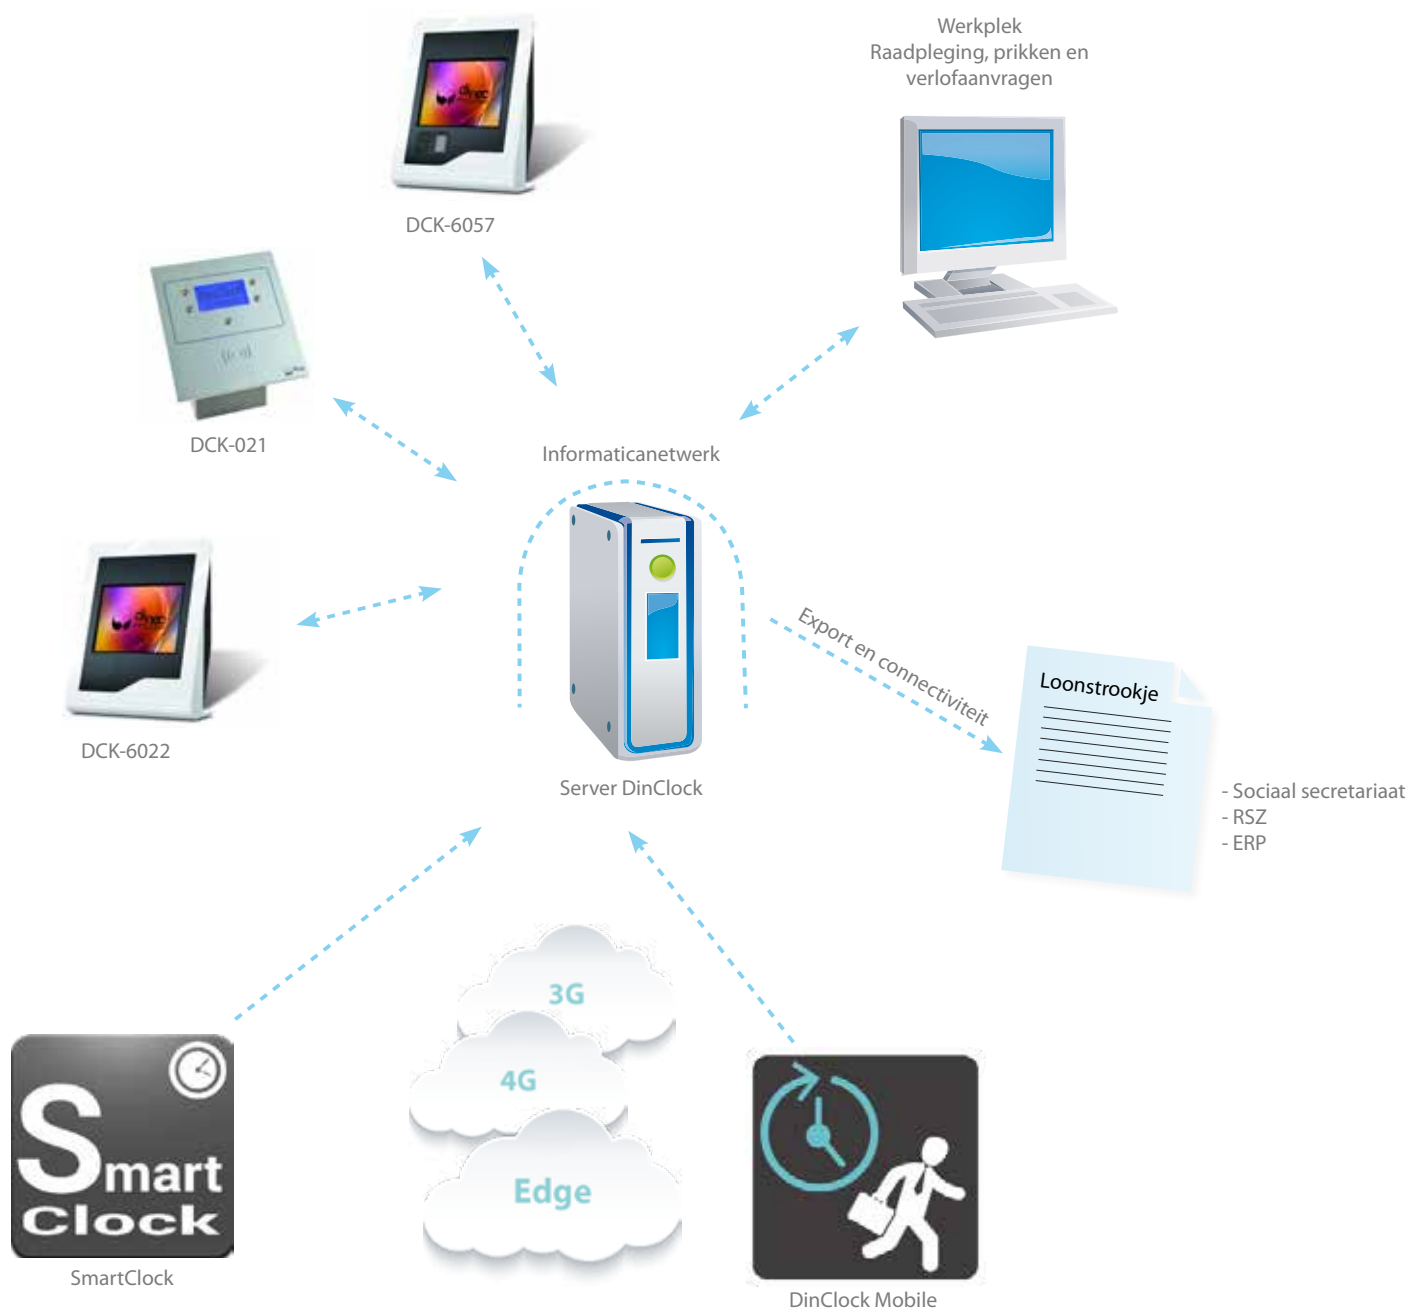 Werkplek
Raadpleging, prikken en
verlofaanvragen
DCK-6057
DCK-021
Informaticanetwerk
DCK-6022
Export en connectiviteit
Loonstrookje
Server DinClock
- Sociaal secretariaat
- RSZ
- ERP
3G
4G
Edge
Smart
Clock
SmartClock
DinClock Mobile